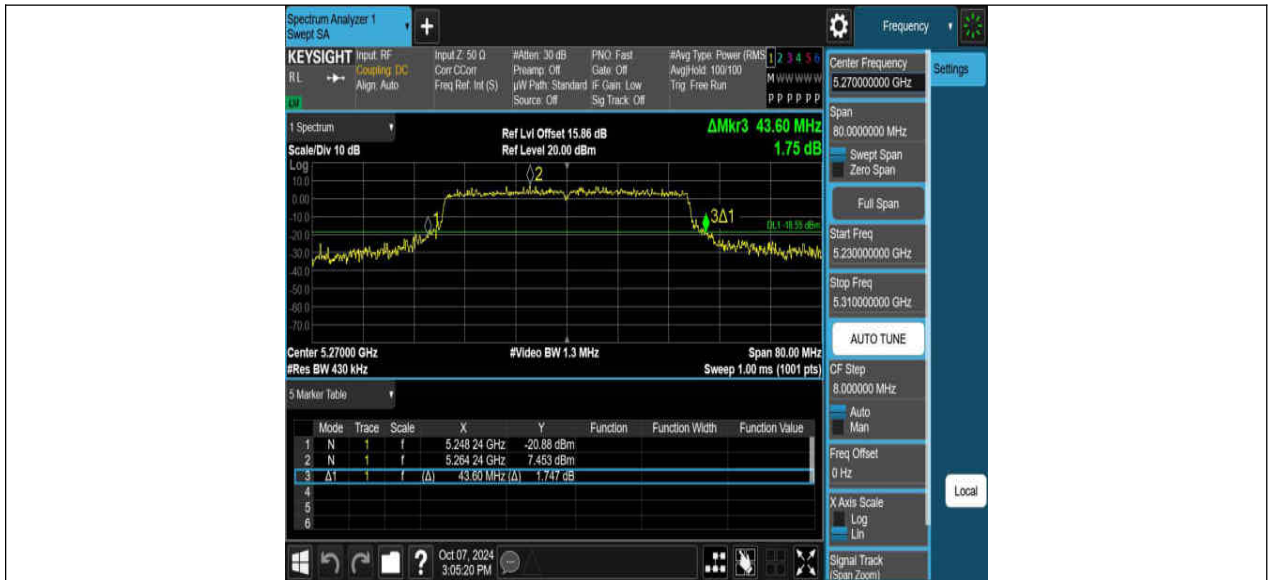 Spectrum Analyzer 1
Swept SA
+
Frequency
KEYSIGHT Input: RF Input Z: 50 Ω #Atten: 30 dB PNO: Fast #Avg Type: Power (RMS 1 2 3 4 5 6
RL Coupling: DC Corr CCorr Preamp: Off Gate: Off Avg|Hold: 100/100 M W W W W W
Align: Auto Freq Ref: Int (S) µW Path: Standard IF Gain: Low Trig: Free Run
Source: Off Sig Track: Off P P P P P P
1 Spectrum
Ref Lvl Offset 15.86 dB ΔMkr3 43.60 MHz
Scale/Div 10 dB Ref Level 20.00 dBm 1.75 dB
Log
10.0
0.00
-10.0
-20.0
-30.0
-40.0
-50.0
-60.0
-70.0
2
1
3Δ1
DL1 -18.55 dBm
Center 5.27000 GHz #Video BW 1.3 MHz Span 80.00 MHz
#Res BW 430 kHz Sweep 1.00 ms (1001 pts)
5 Marker Table
Mode Trace Scale X Y Function Function Width Function Value
1 N 1 f 5.248 24 GHz -20.88 dBm
2 N 1 f 5.264 24 GHz 7.453 dBm
3 Δ1 1 f (Δ) 43.60 MHz (Δ) 1.747 dB
4
5
6
?
Oct 07, 2024
3:05:20 PM
Center Frequency
5.270000000 GHz
Settings
Span
80.0000000 MHz
Swept Span
Zero Span
Full Span
Start Freq
5.230000000 GHz
Stop Freq
5.310000000 GHz
AUTO TUNE
CF Step
8.000000 MHz
Auto
Man
Freq Offset
0 Hz
X Axis Scale
Log
Lin
Local
Signal Track
(Span Zoom)